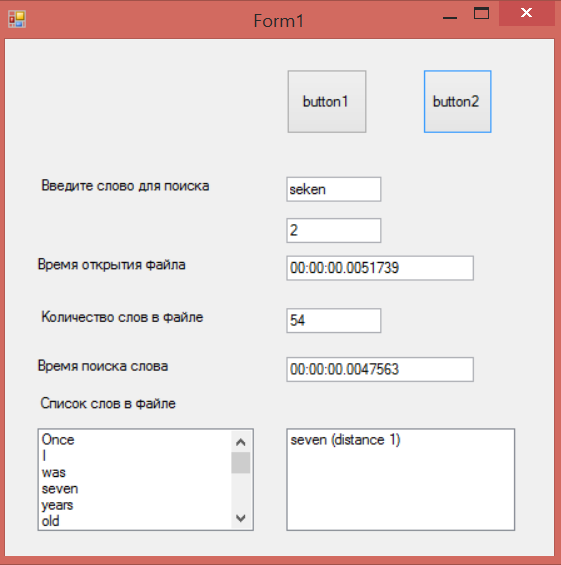 Form1
button1
button2
Введите слово для поиска
seken
2
Время открытия файла
00:00:00.0051739
Количество слов в файле
54
Время поиска слова
00:00:00.0047563
Список слов в файле
Once
I
was
seven
years
old
seven (distance 1)